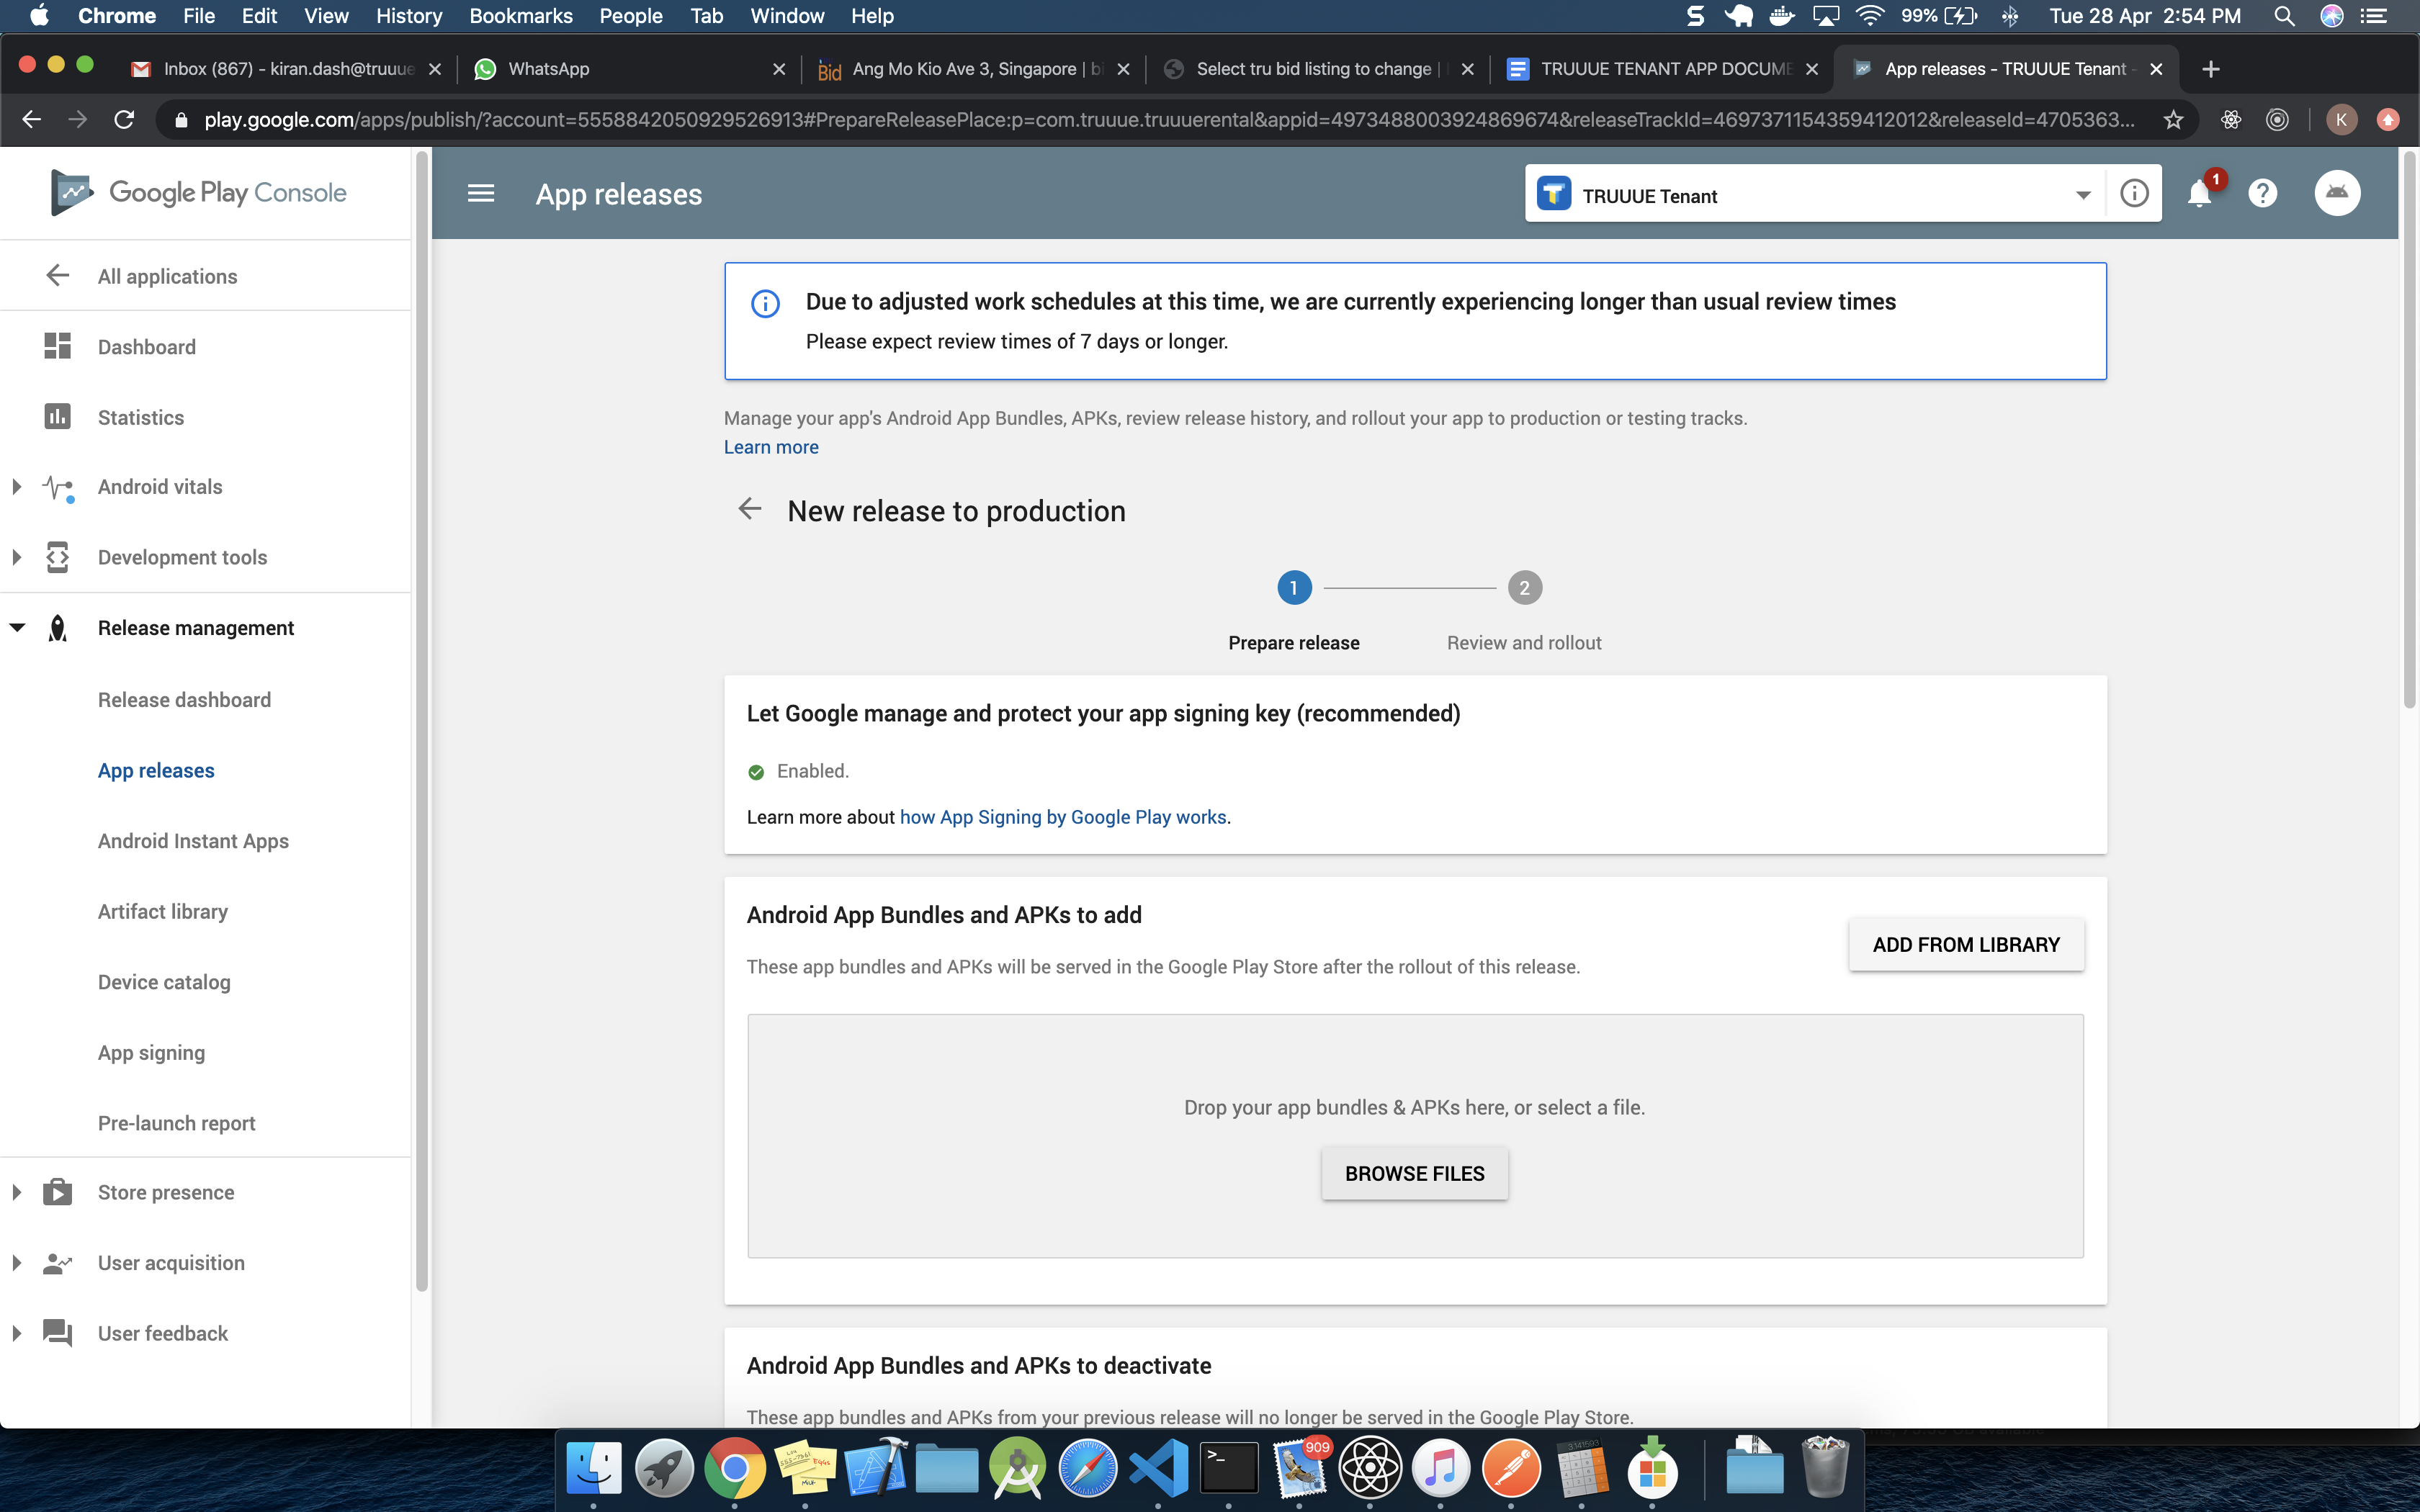 Chrome File Edit View History Bookmarks People Tab Window Help
99% Tue 28 Apr 2:54 PM
Inbox (867) - kiran.dash@truuue
WhatsApp
Bid Ang Mo Kio Ave 3, Singapore | bi
Select tru bid listing to change |
TRUUUE TENANT APP DOCUME
App releases - TRUUUE Tenant -
play.google.com/apps/publish/?account=5558842050929526913#PrepareReleasePlace:p=com.truuue.truuuerental&appid=4973488003924869674&releaseTrackId=4697371154359412012&releaseId=4705363...
K
Google Play Console
App releases
TRUUUE Tenant
1
All applications
Dashboard
Statistics
Android vitals
Development tools
Release management
Release dashboard
App releases
Android Instant Apps
Artifact library
Device catalog
App signing
Pre-launch report
Store presence
User acquisition
User feedback
Due to adjusted work schedules at this time, we are currently experiencing longer than usual review times
Please expect review times of 7 days or longer.
Manage your app's Android App Bundles, APKs, review release history, and rollout your app to production or testing tracks.
Learn more
New release to production
1 2
Prepare release Review and rollout
Let Google manage and protect your app signing key (recommended)
Enabled.
Learn more about how App Signing by Google Play works.
Android App Bundles and APKs to add
ADD FROM LIBRARY
These app bundles and APKs will be served in the Google Play Store after the rollout of this release.
Drop your app bundles & APKs here, or select a file.
BROWSE FILES
Android App Bundles and APKs to deactivate
These app bundles and APKs from your previous release will no longer be served in the Google Play Store.
909